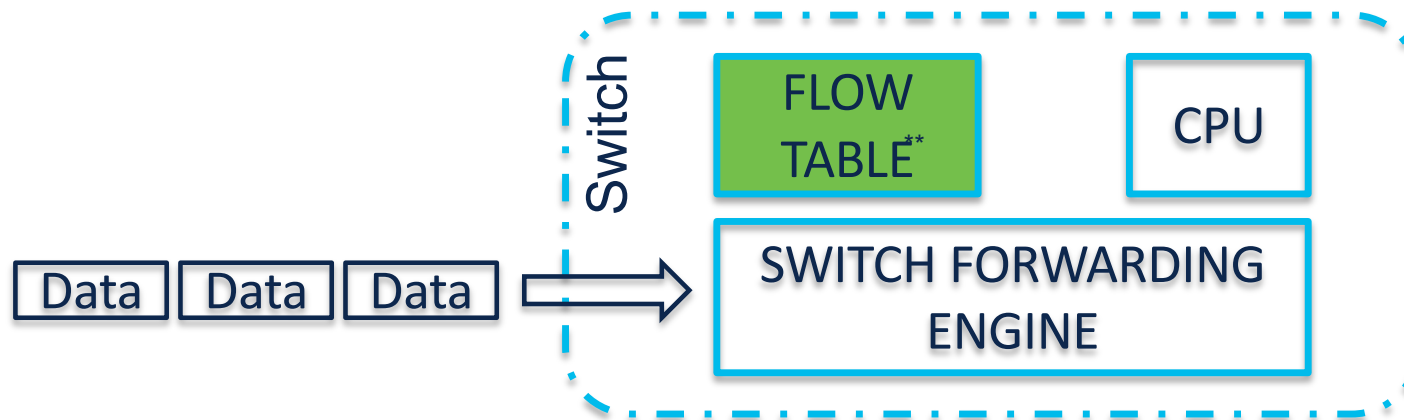 Switch
FLOW
TABLE**
CPU
Data Data Data
SWITCH FORWARDING
ENGINE